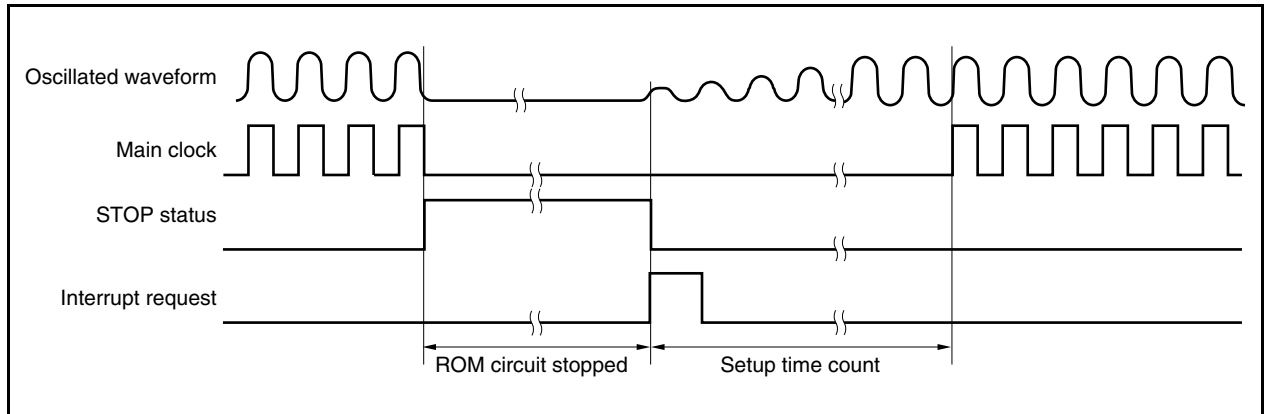 Oscillated waveform
Main clock
STOP status
Interrupt request
ROM circuit stopped
Setup time count